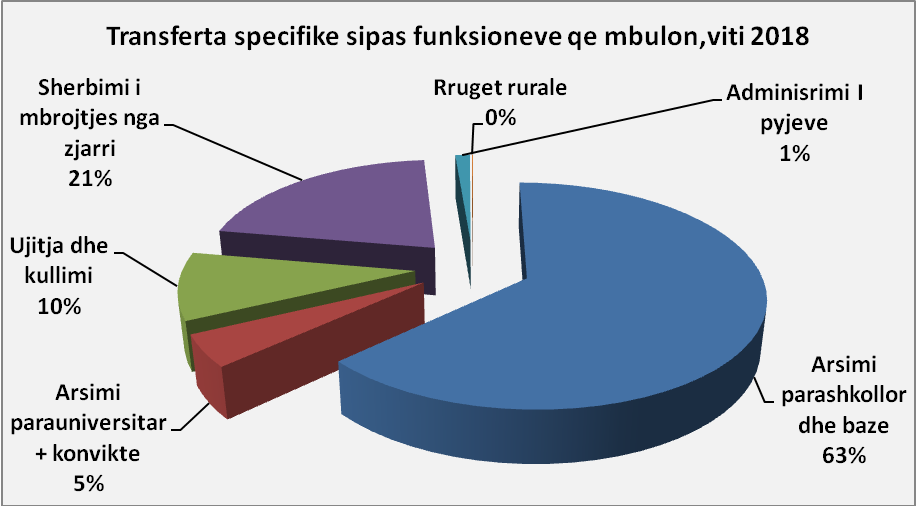 Transferta specifike sipas funksioneve qe mbulon,viti 2018
Sherbimi i
mbrojtjes nga
zjarri
21%
Rruget rurale
0%
Adminisrimi I
pyjeve
1%
Ujitja dhe
kullimi
10%
Arsimi
parauniversitar
+ konvikte
5%
Arsimi
parashkollor
dhe baze
63%